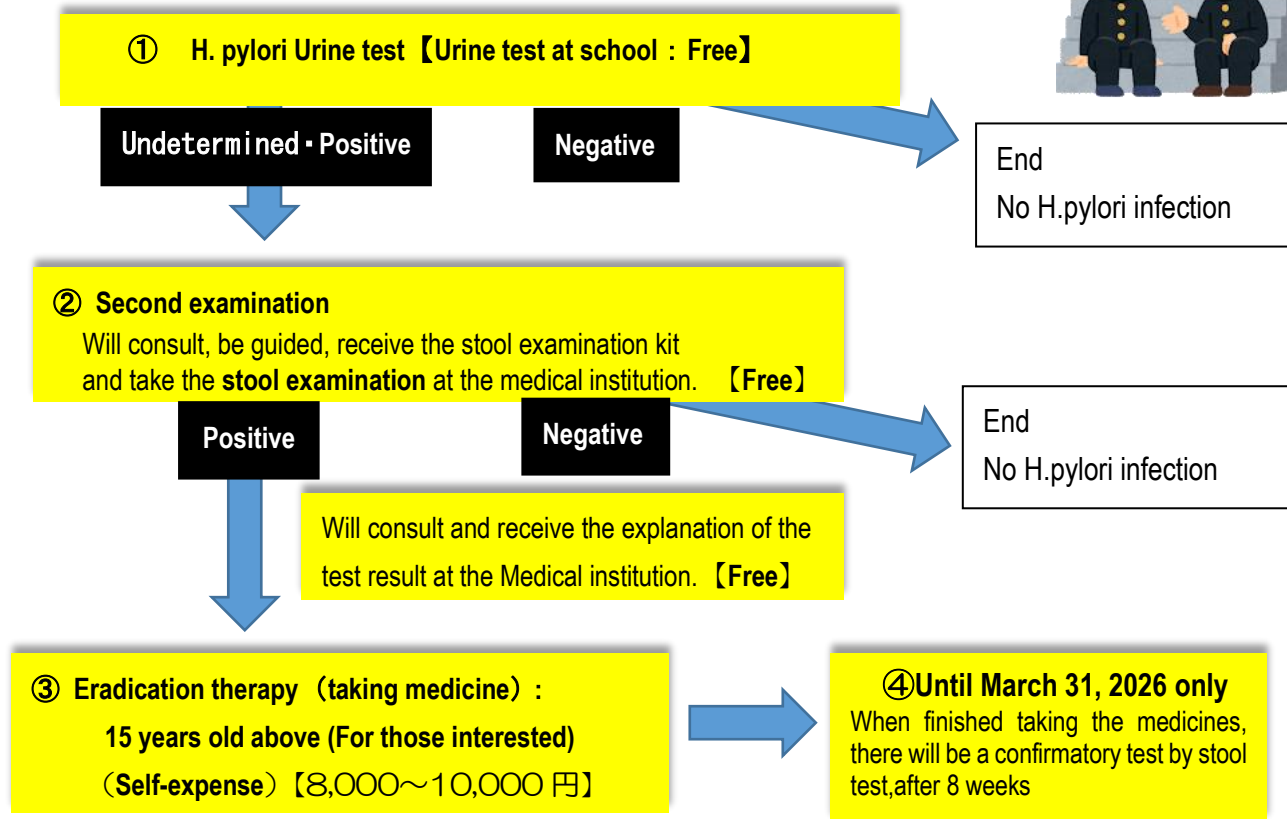 ① H. pylori Urine test【Urine test at school：Free】
Undetermined・Positive
Negative
End
No H.pylori infection
② Second examination
Will consult, be guided, receive the stool examination kit
and take the stool examination at the medical institution. 【Free】
Positive
Negative
End
No H.pylori infection
Will consult and receive the explanation of the
test result at the Medical institution.【Free】
③ Eradication therapy（taking medicine）:
15 years old above (For those interested)
（Self-expense）【8,000～10,000 円】
④Until March 31, 2026 only
When finished taking the medicines,
there will be a confirmatory test by stool
test,after 8 weeks